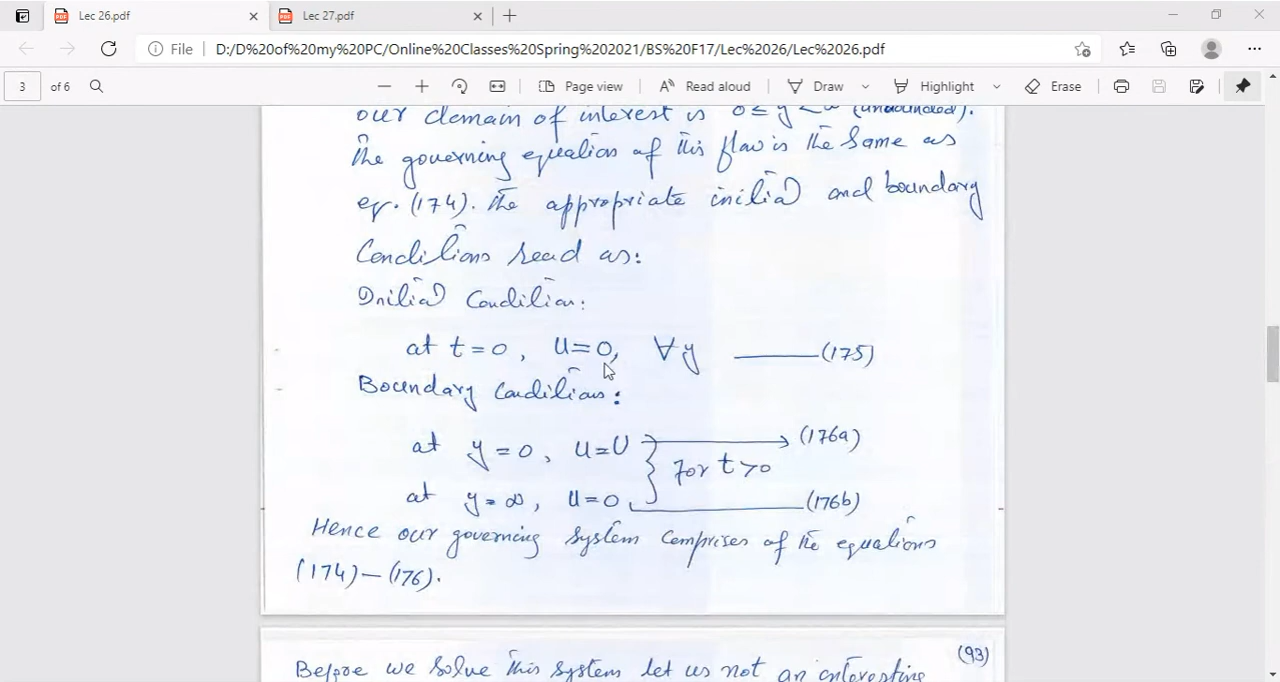 Lec 26.pdf
Lec 27.pdf
File D:/D%20of%20my%20PC/Online%20Classes%20Spring%202021/BS%20F17/Lec%2026/Lec%2026.pdf
3 of 6 Page view Read aloud Draw Highlight Erase
our domain of interest is 0 ≤ y < ∞ (unbounded).
The governing equation of this flow is the same as
eq. (174). The appropriate initial and boundary
Conditions read as:
Initial Condition:
at t = 0, u = 0, ∀ y (175)
Boundary Conditions:
at y = 0, u = U (176a)
for t > 0
at y = ∞, u = 0 (176b)
Hence our governing system comprises of the equations
(174) – (176).
(93)
Before we solve this system let us not an interesting